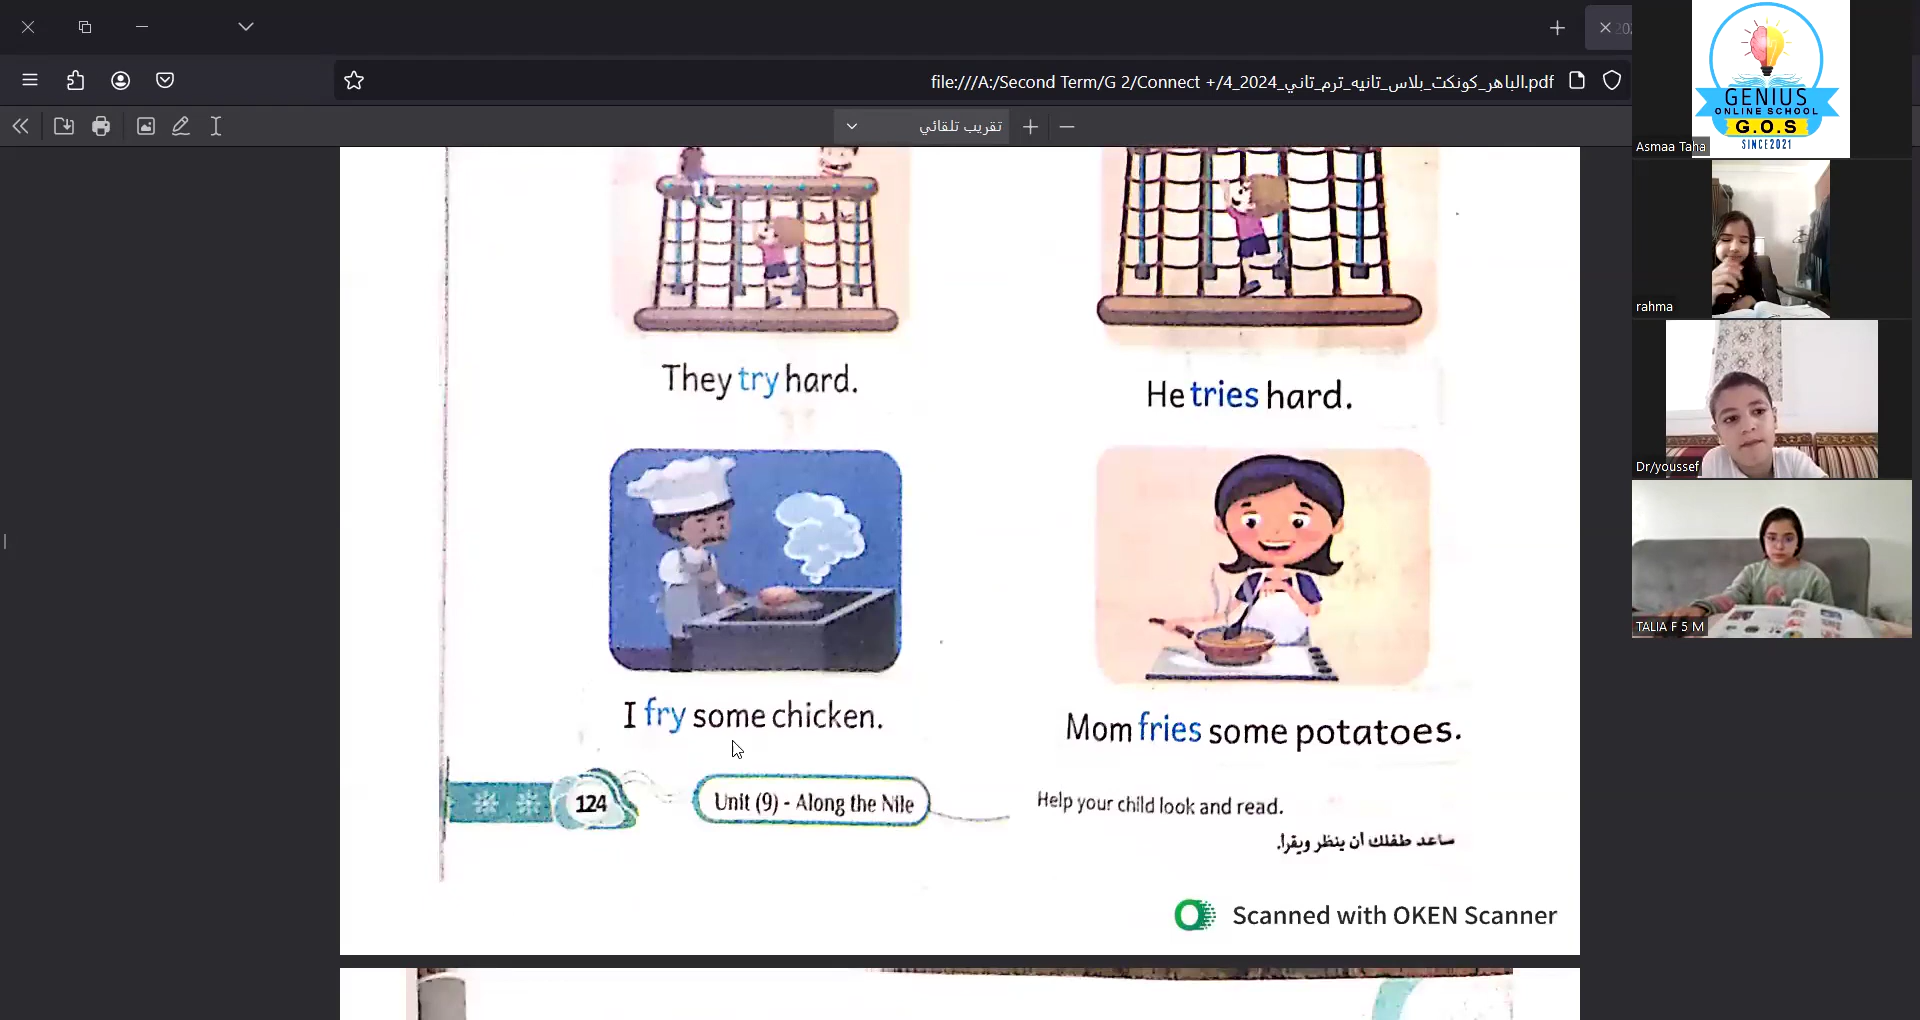 file:///A:/Second Term/G 2/Connect +/4_2024_الباهر_كونكت_بلاس_تانيه_ترم_تاني.pdf
تقريب تلقائي
They try hard.
He tries hard.
I fry some chicken.
Mom fries some potatoes.
124
Unit (9) - Along the Nile
Help your child look and read.
ساعد طفلك أن ينظر ويقرأ.
Scanned with OKEN Scanner
GENIUS
ONLINE SCHOOL
G.O.S
SINCE2021
Asmaa Taha
rahma
Dr/youssef
TALIA F 5 M